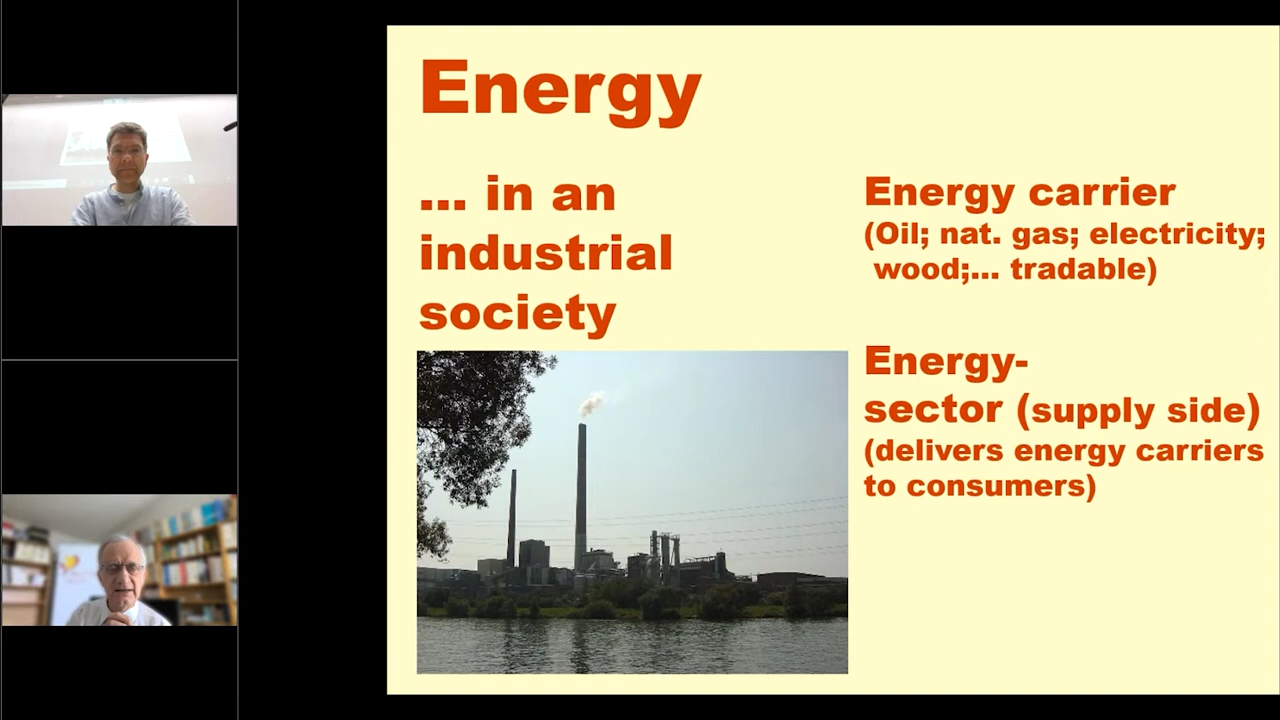 Energy
... in an
industrial
society
Energy carrier
(Oil; nat. gas; electricity;
wood;... tradable)
Energy-
sector (supply side)
(delivers energy carriers
to consumers)